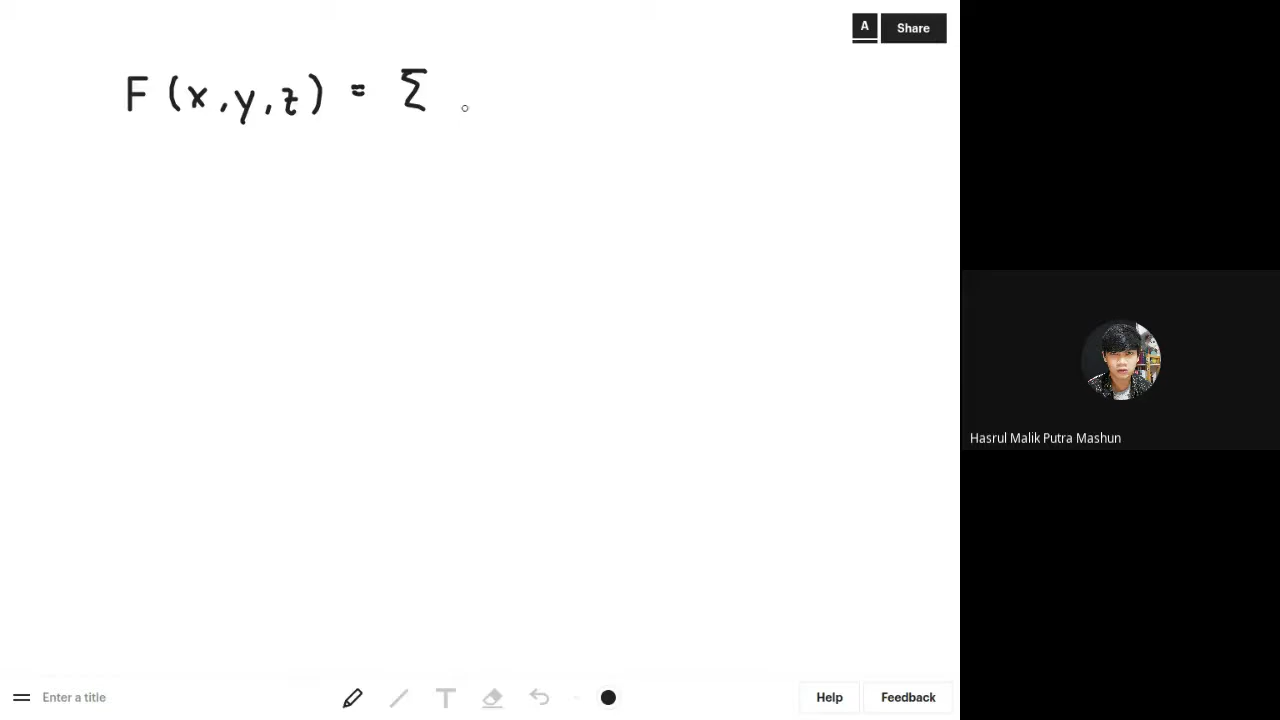 A Share
F (x, y, z) = Σ
Hasrul Malik Putra Mashun
Enter a title T Help Feedback